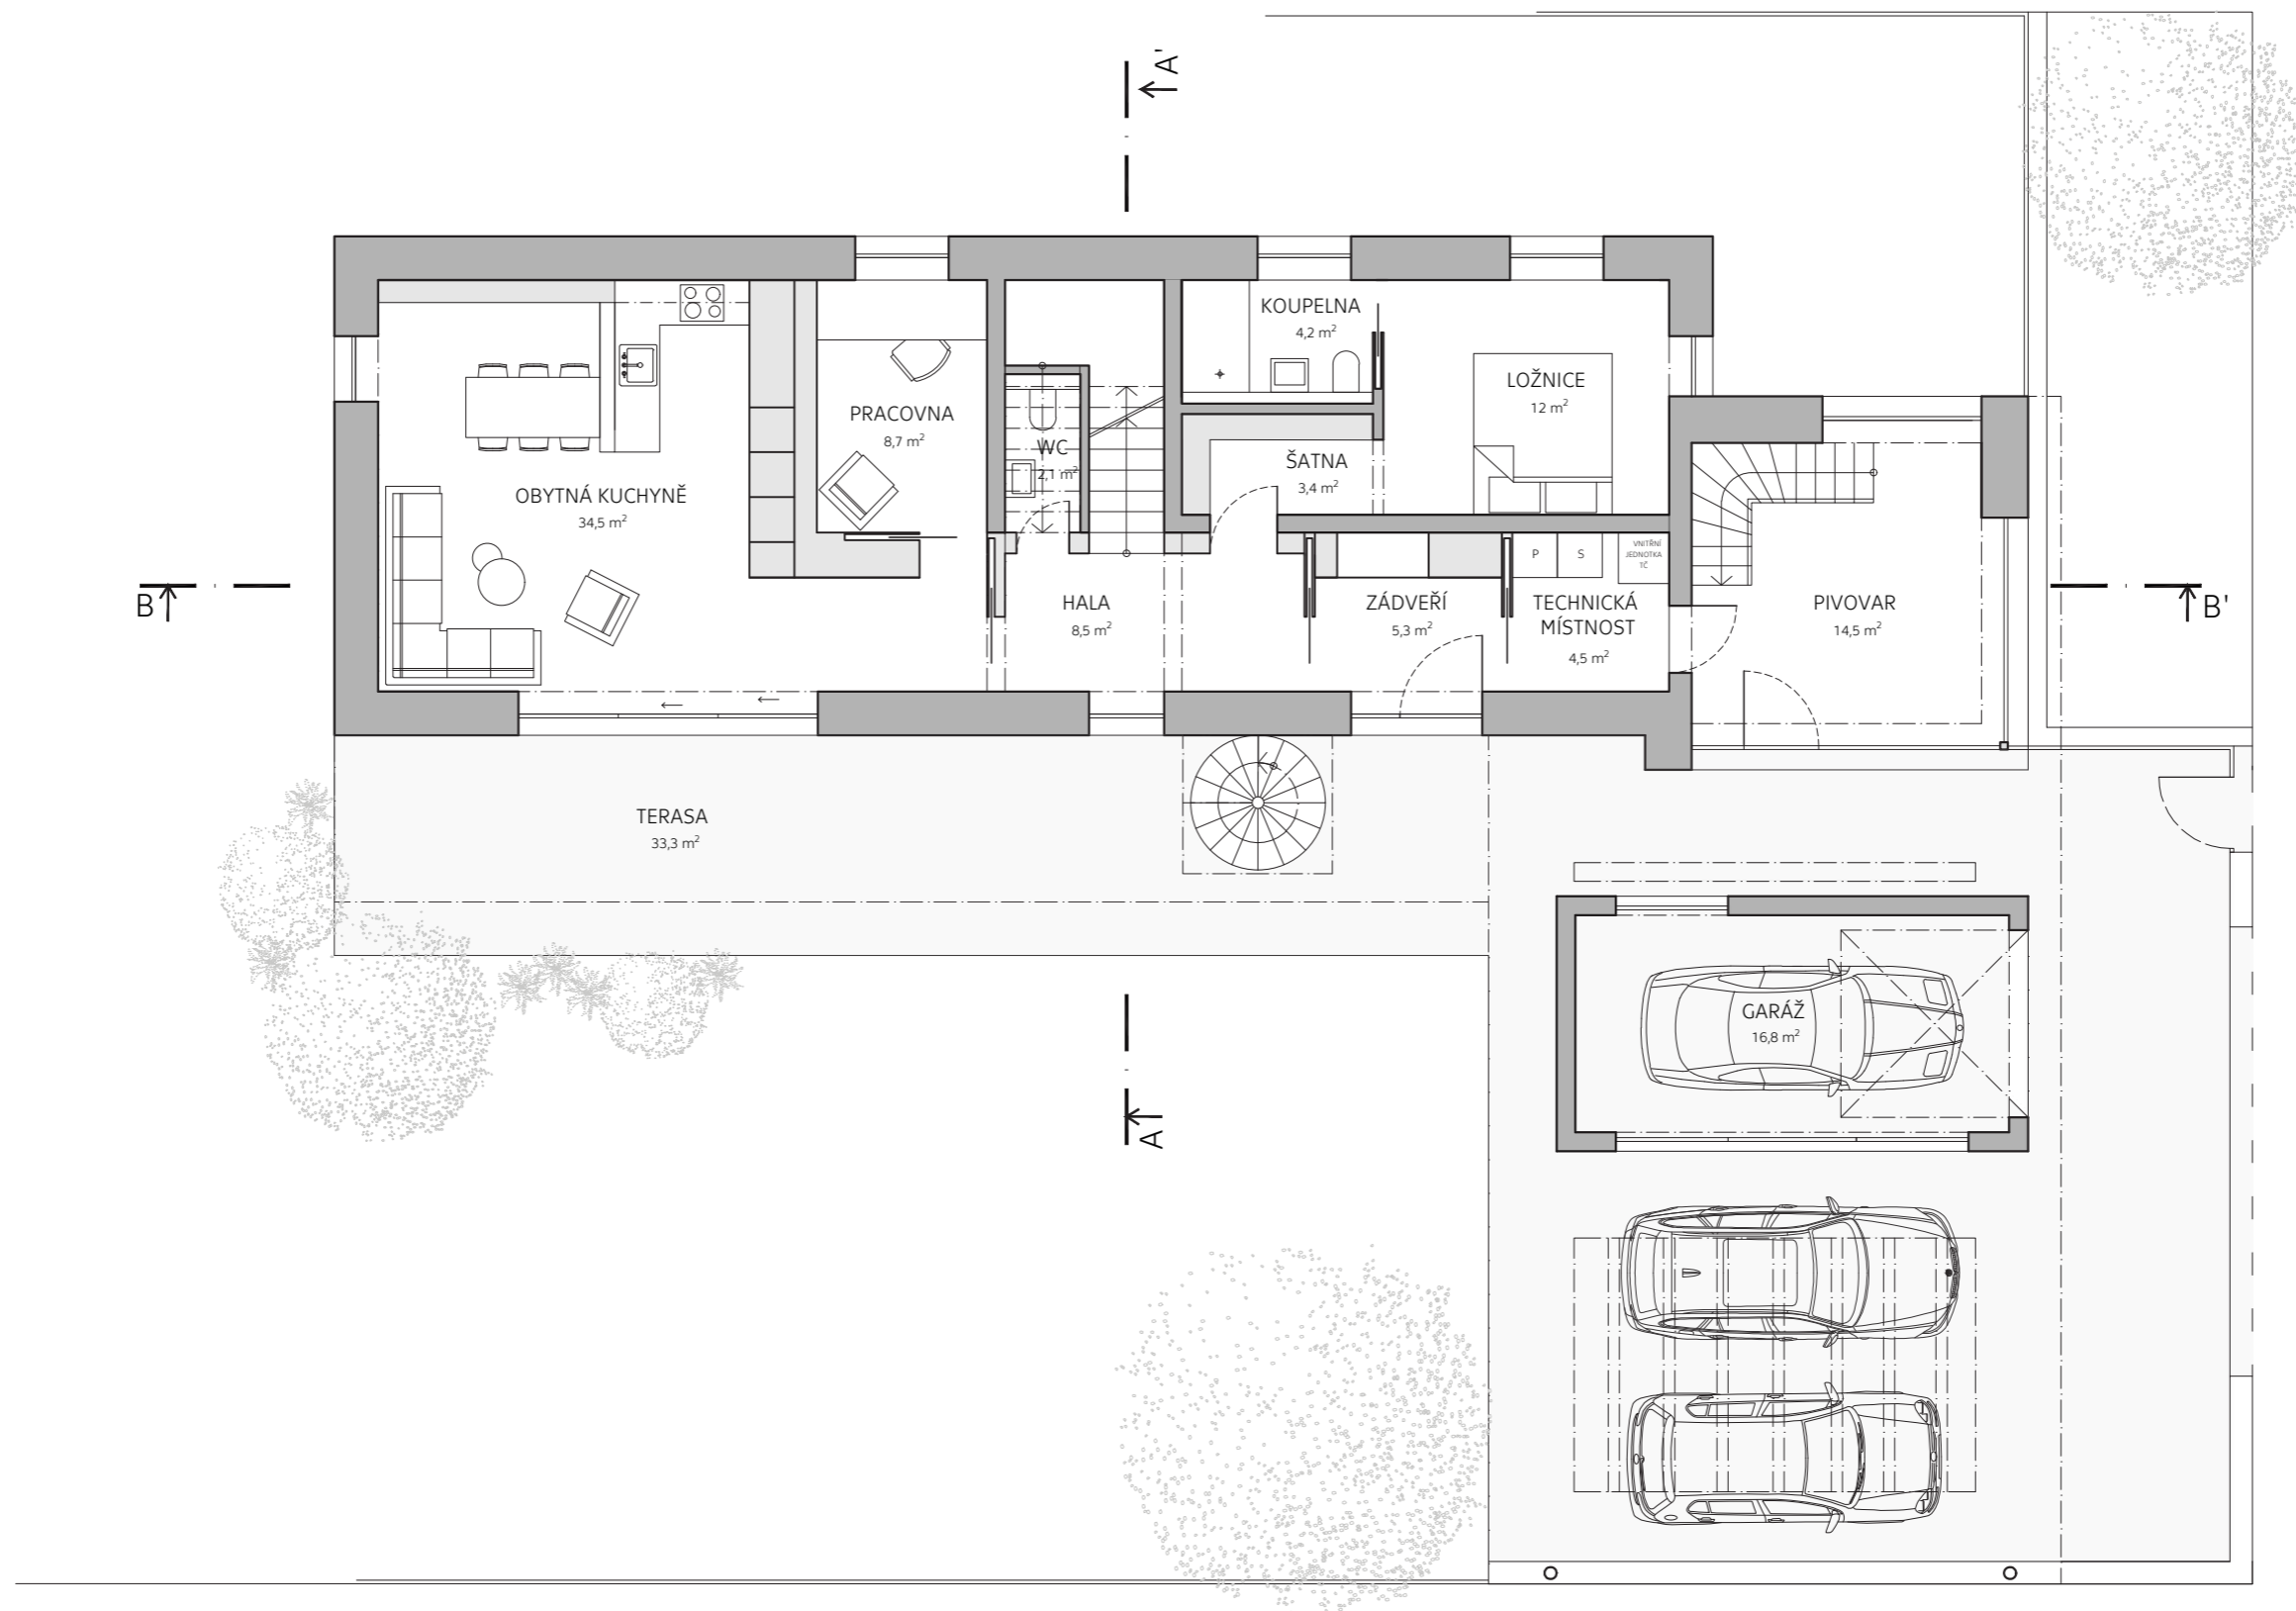 A'
KOUPELNA
4,2 m²
LOŽNICE
12 m²
PRACOVNA
8,7 m²
WC
2,1 m²
ŠATNA
3,4 m²
OBYTNÁ KUCHYNĚ
34,5 m²
P
S
VNITŘNÍ
JEDNOTKA
TČ
B
HALA
8,5 m²
ZÁDVEŘÍ
5,3 m²
TECHNICKÁ
MÍSTNOST
4,5 m²
PIVOVAR
14,5 m²
B'
TERASA
33,3 m²
GARÁŽ
16,8 m²
A